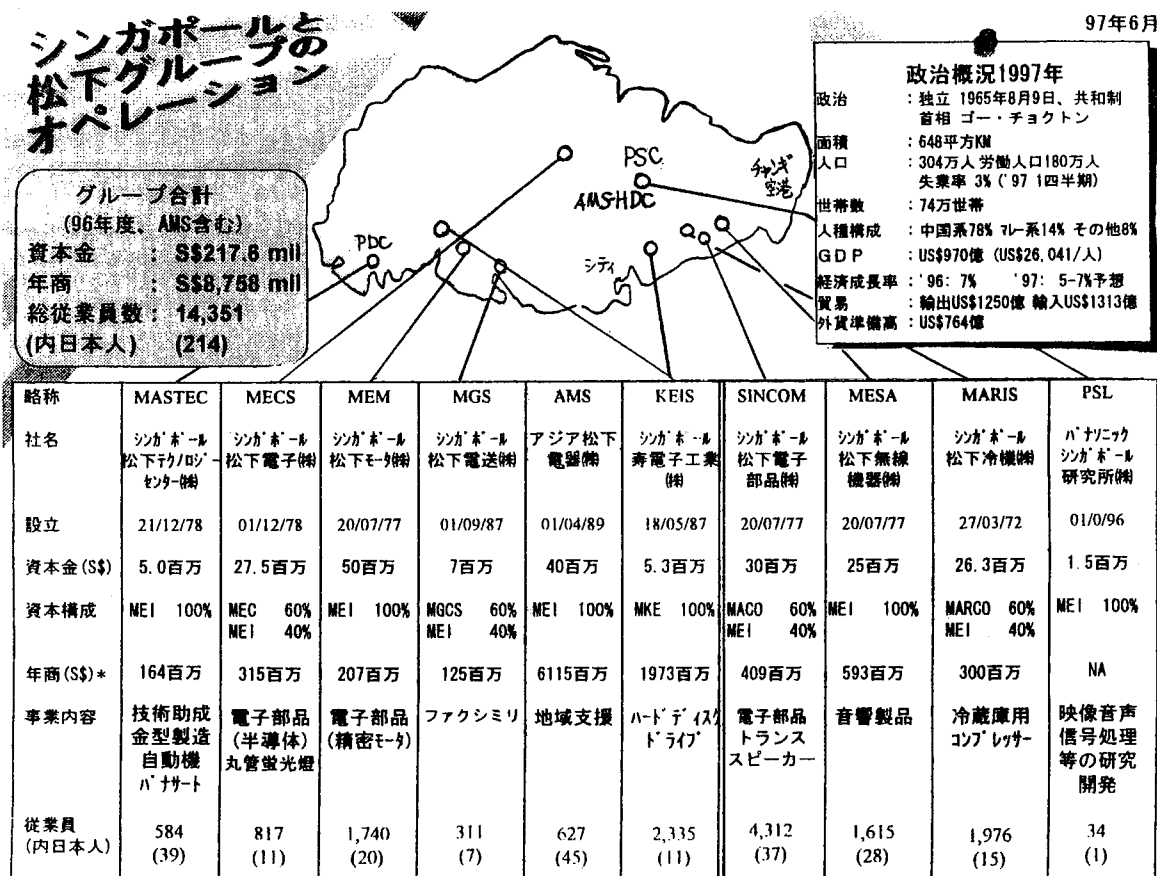 97年6月
シンガポールとの
松下グループの
オペレーション
グループ合計
(96年度、AMS含む)
資本金 : S$217.6 mil
年商 : S$8,758 mil
総従業員数 : 14,351
(内日本人) (214)
PDC
PSC
AMS-HDC
チャンギ
空港
シティ
政治概況1997年
政治 : 独立 1965年8月9日、共和制
首相 ゴー・チョクトン
面積 : 648平方KM
人口 : 304万人 労働人口180万人
失業率 3% ('97 1四半期)
世帯数 : 74万世帯
人種構成 : 中国系78% マレー系14% その他8%
GDP : US$970億 (US$26,041/人)
経済成長率 : '96: 7% '97: 5-7%予想
貿易 : 輸出US$1250億 輸入US$1313億
外貨準備高 : US$764億
略称 MASTEC MECS MEM MGS AMS KEIS SINCOM MESA MARIS PSL
社名 シンガポール シンガポール シンガポール シンガポール アジア松下 シンガポール シンガポール シンガポール シンガポール パナソニック
松下テクノロジー 松下電子㈱ 松下モータ㈱ 松下電送㈱ 電器㈱ 寿電子工業 松下電子 松下無線 松下冷機㈱ シンガポール
センター㈱ ㈱ 部品㈱ 機器㈱ 研究所㈱
設立 21/12/78 01/12/78 20/07/77 01/09/87 01/04/89 18/05/87 20/07/77 20/07/77 27/03/72 01/0/96
資本金(S$) 5.0百万 27.5百万 50百万 7百万 40百万 5.3百万 30百万 25百万 26.3百万 1.5百万
資本構成 MEI 100% MEC 60% MEI 100% MGCS 60% MEI 100% MKE 100% MACO 60% MEI 100% MARCO 60% MEI 100%
MEI 40% MEI 40% MEI 40% MEI 40%
年商(S$)* 164百万 315百万 207百万 125百万 6115百万 1973百万 409百万 593百万 300百万 NA
事業内容 技術助成 電子部品 電子部品 ファクシミリ 地域支援 ハードディスク 電子部品 音響製品 冷蔵庫用 映像音声
金型製造 (半導体) (精密モータ) ドライブ トランス コンプレッサー 信号処理
自動機 丸管蛍光燈 スピーカー 等の研究
パナサート 開発
従業員 584 817 1,740 311 627 2,335 4,312 1,615 1,976 34
(内日本人) (39) (11) (20) (7) (45) (11) (37) (28) (15) (1)